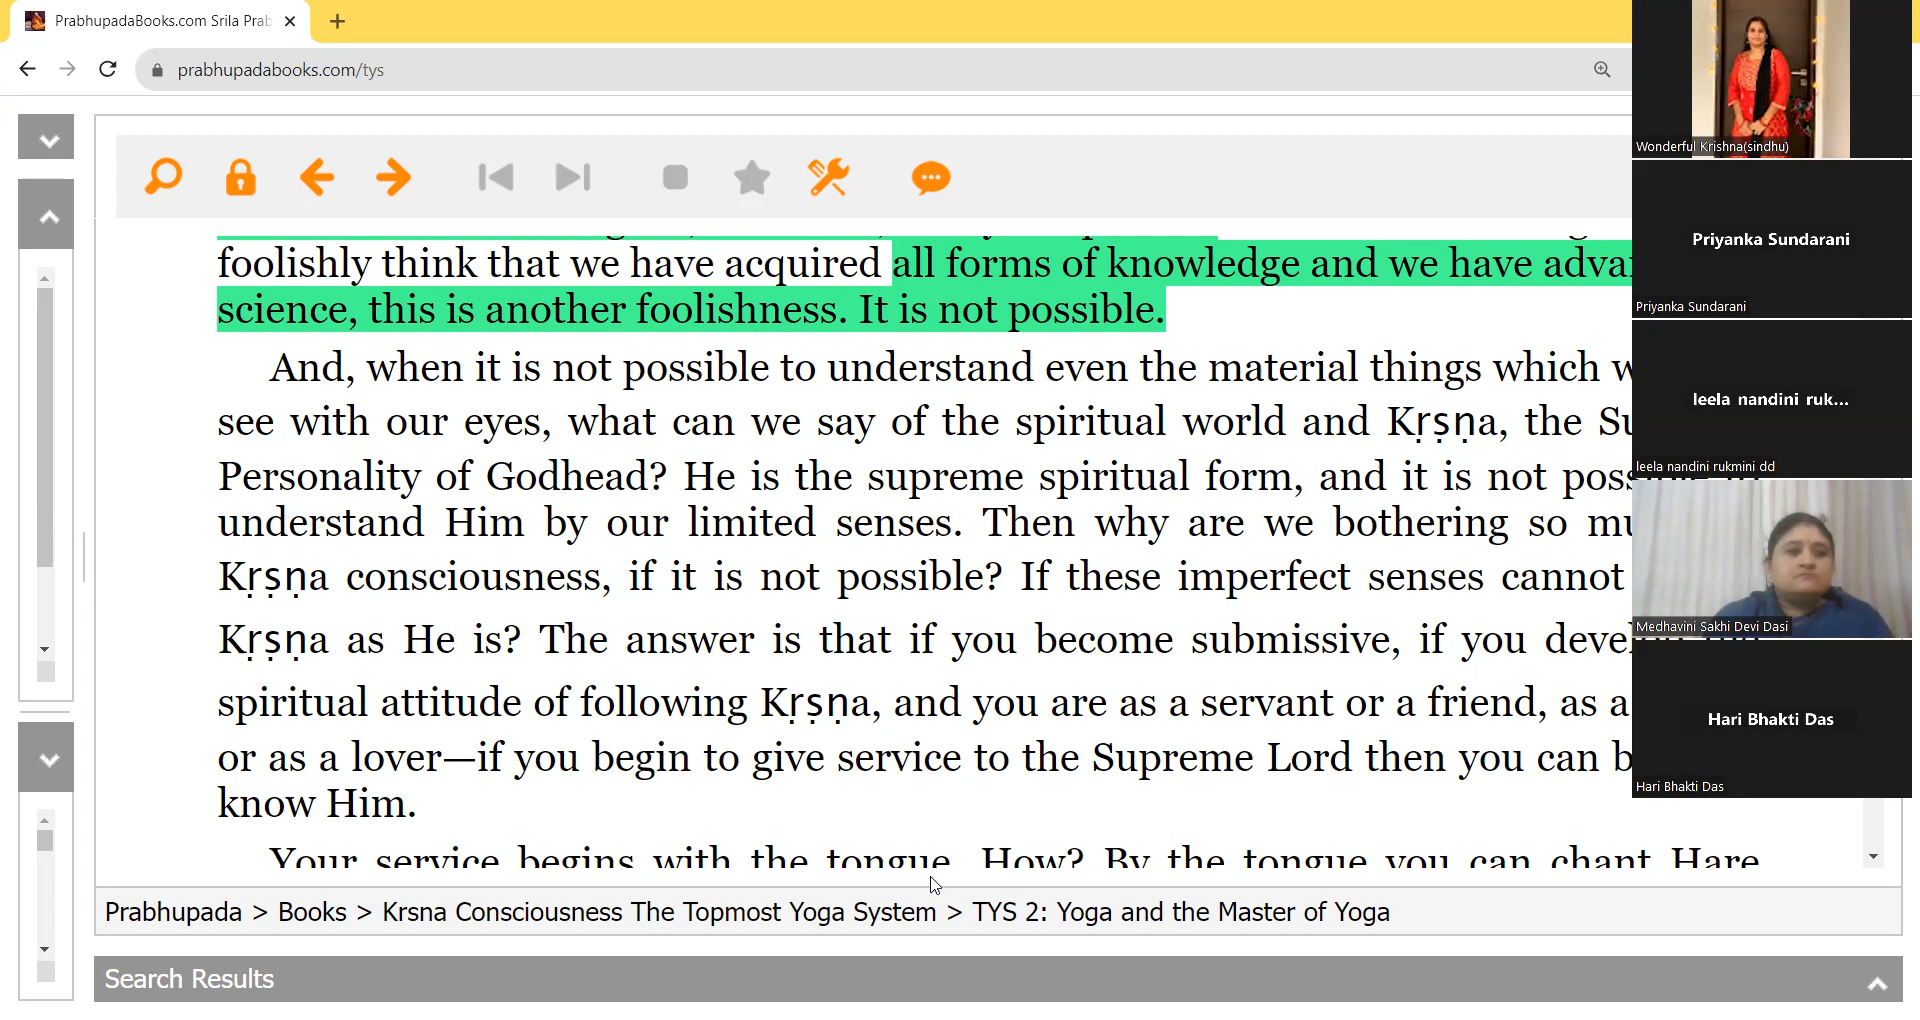 PrabhupadaBooks.com Srila Prab
prabhupadabooks.com/tys
foolishly think that we have acquired all forms of knowledge and we have
science, this is another foolishness. It is not possible.
And, when it is not possible to understand even the material things which
see with our eyes, what can we say of the spiritual world and Kṛṣṇa, the
Personality of Godhead? He is the supreme spiritual form, and it is not
understand Him by our limited senses. Then why are we bothering so
Kṛṣṇa consciousness, if it is not possible? If these imperfect senses cannot
Kṛṣṇa as He is? The answer is that if you become submissive, if you
spiritual attitude of following Kṛṣṇa, and you are as a servant or a friend, as a
or as a lover—if you begin to give service to the Supreme Lord then you can
know Him.
Your service begins with the tongue. How? By the tongue you can chant Hare
Prabhupada > Books > Krsna Consciousness The Topmost Yoga System > TYS 2: Yoga and the Master of Yoga
Search Results
Wonderful Krishna(sindhu)
Priyanka Sundarani
Priyanka Sundarani
leela nandini ruk...
leela nandini rukmini dd
Medhavini Sakhi Devi Dasi
Hari Bhakti Das
Hari Bhakti Das